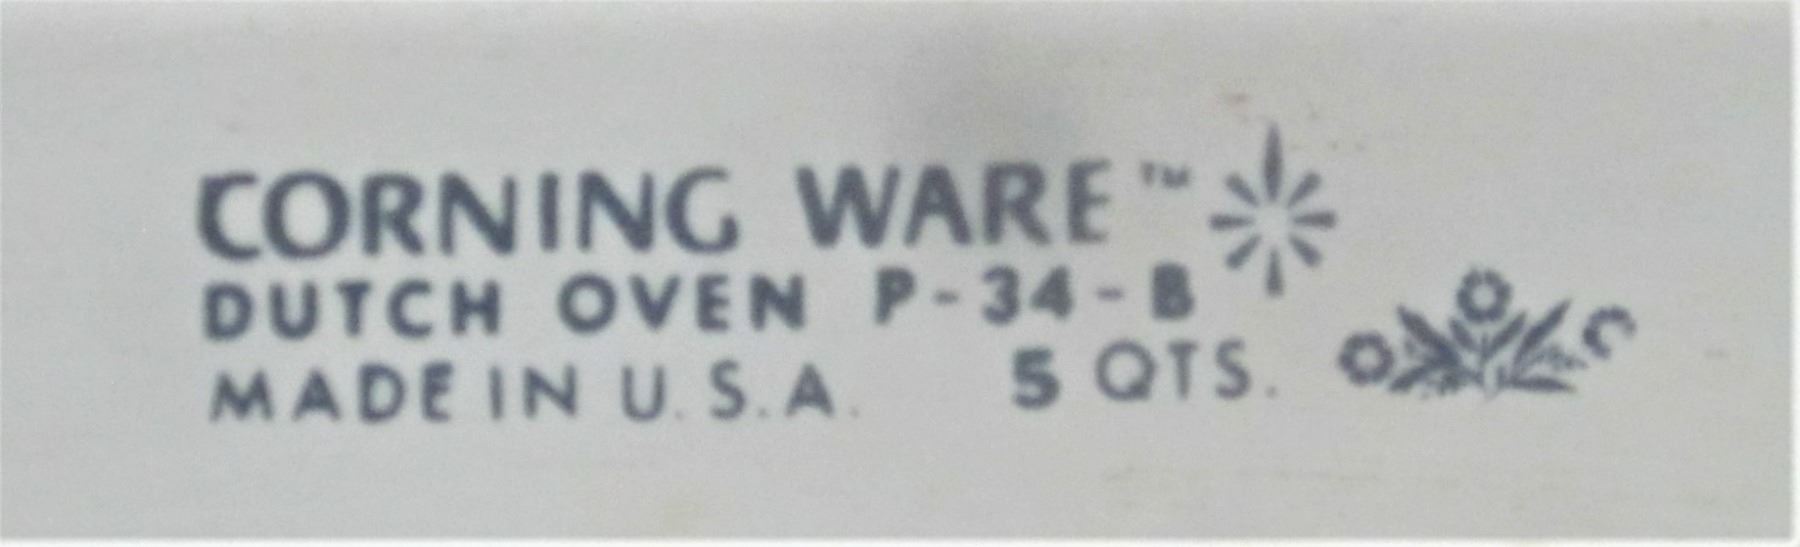 CORNING WARE™
DUTCH OVEN P-34-B
MADE IN U.S.A. 5 QTS.